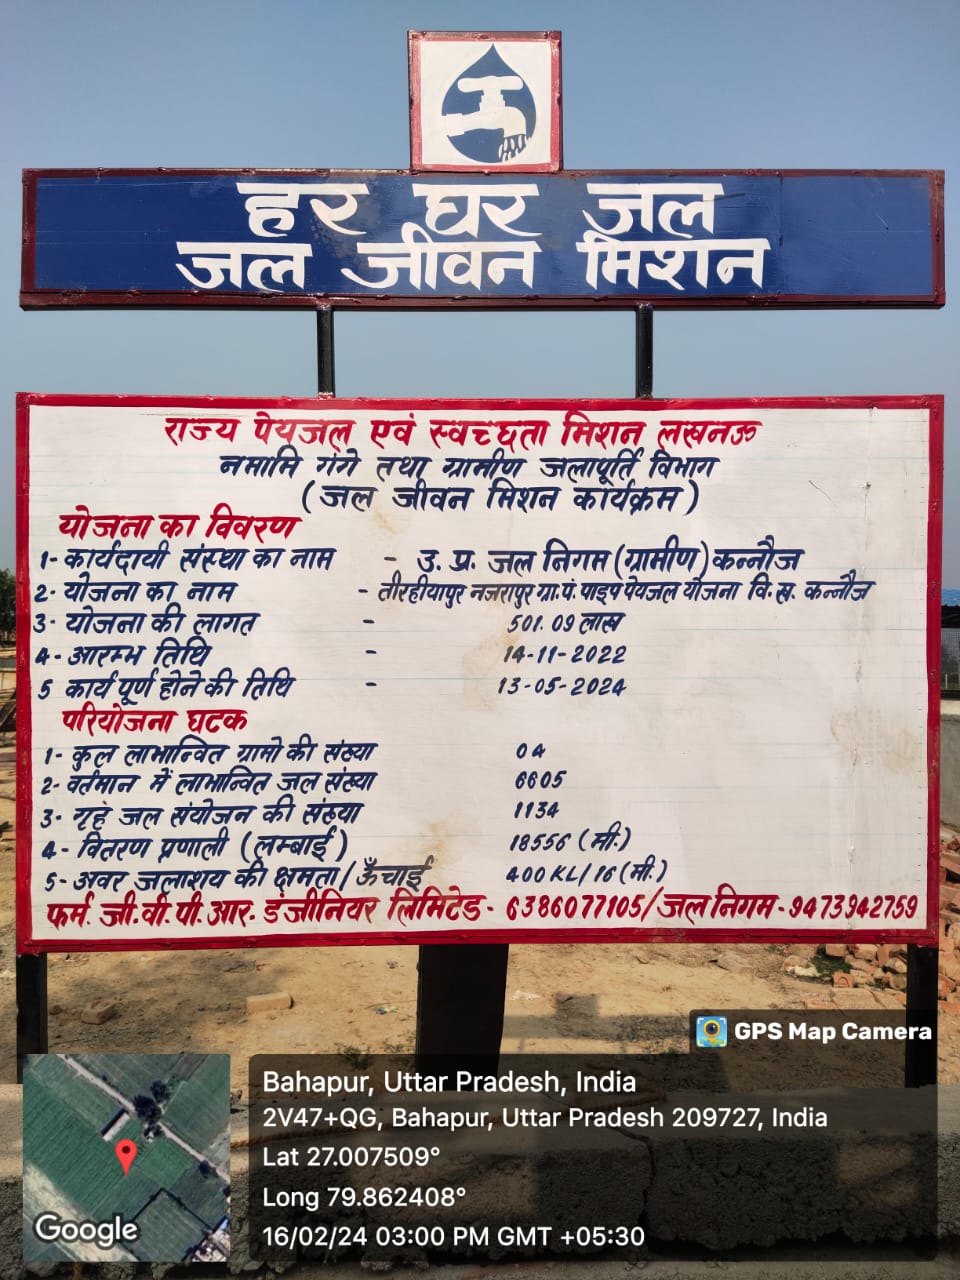 हर घर जल
जल जीवन मिशन
राज्य पेयजल एवं स्वच्छता मिशन लखनऊ
नमामि गंगे तथा ग्रामीण जलापूर्ति विभाग
(जल जीवन मिशन कार्यक्रम)
योजना का विवरण
1- कार्यदायी संस्था का नाम - उ. प्र. जल निगम (ग्रामीण) कन्नौज
2- योजना का नाम - तीरहीयापुर नजरापुर ग्रा.पं. पाइप पेयजल योजना वि.ख. कन्नौज
3- योजना की लागत - 501.09 लाख
4- आरम्भ तिथि - 14-11-2022
5 कार्य पूर्ण होने की तिथि - 13-05-2024
परियोजना घटक
1- कुल लाभान्वित ग्रामो की संख्या 04
2- वर्तमान में लाभान्वित जल संख्या 6605
3- गृहे जल संयोजन की संख्या 1134
4- वितरण प्रणाली (लम्बाई) 18556 (मी.)
5- अवर जलाशय की क्षमता/ऊँचाई 400KL/16(मी.)
फर्म. जी.वी.पी.आर. इंजीनियर लिमिटेड - 6386077105/जल निगम - 9473942759
GPS Map Camera
Bahapur, Uttar Pradesh, India
2V47+QG, Bahapur, Uttar Pradesh 209727, India
Lat 27.007509°
Long 79.862408°
16/02/24 03:00 PM GMT +05:30
Google